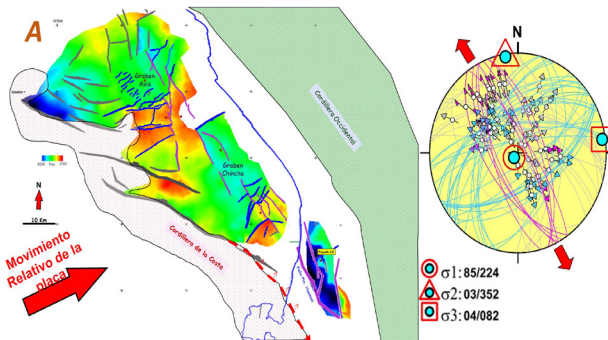 A
Graben Asia
Cordillera Occidental
Graben Chincha
N
10 Km
Cordillera de la Costa
Movimiento
Relativo de la
placa
N
σ1: 85/224
σ2: 03/352
σ3: 04/082